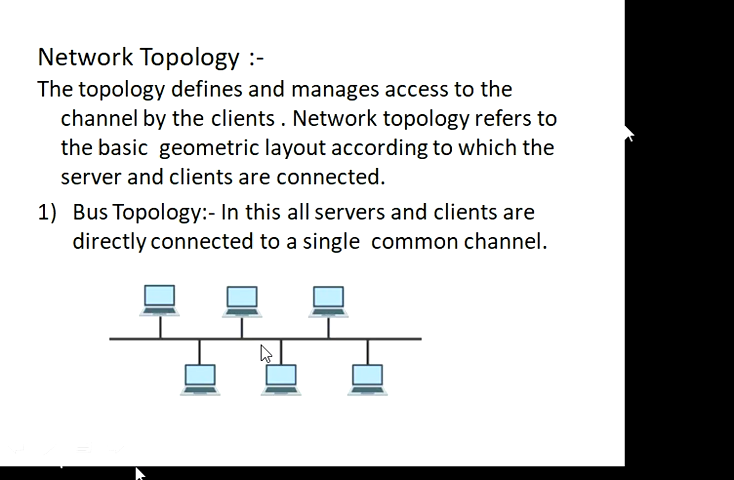 Network Topology :-
The topology defines and manages access to the
channel by the clients . Network topology refers to
the basic geometric layout according to which the
server and clients are connected.
1) Bus Topology:- In this all servers and clients are
directly connected to a single common channel.